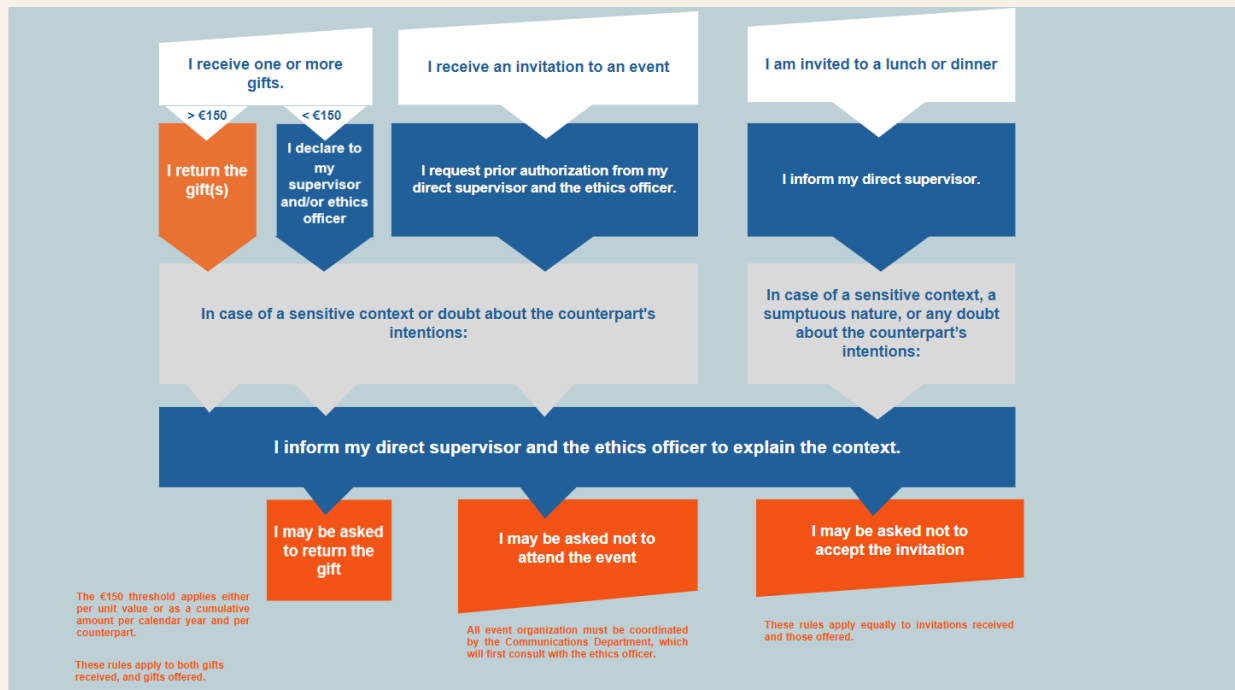 I receive one or more
gifts.
> €150
< €150
I return the
gift(s)
I declare to
my
supervisor
and/or ethics
officer
I receive an invitation to an event
I request prior authorization from my
direct supervisor and the ethics officer.
I am invited to a lunch or dinner
I inform my direct supervisor.
In case of a sensitive context or doubt about the counterpart's
intentions:
In case of a sensitive context, a
sumptuous nature, or any doubt
about the counterpart’s
intentions:
I inform my direct supervisor and the ethics officer to explain the context.
I may be asked
to return the
gift
I may be asked not to
attend the event
I may be asked not to
accept the invitation
The €150 threshold applies either
per unit value or as a cumulative
amount per calendar year and per
counterpart.
These rules apply to both gifts
received, and gifts offered.
All event organization must be coordinated
by the Communications Department, which
will first consult with the ethics officer.
These rules apply equally to invitations received
and those offered.